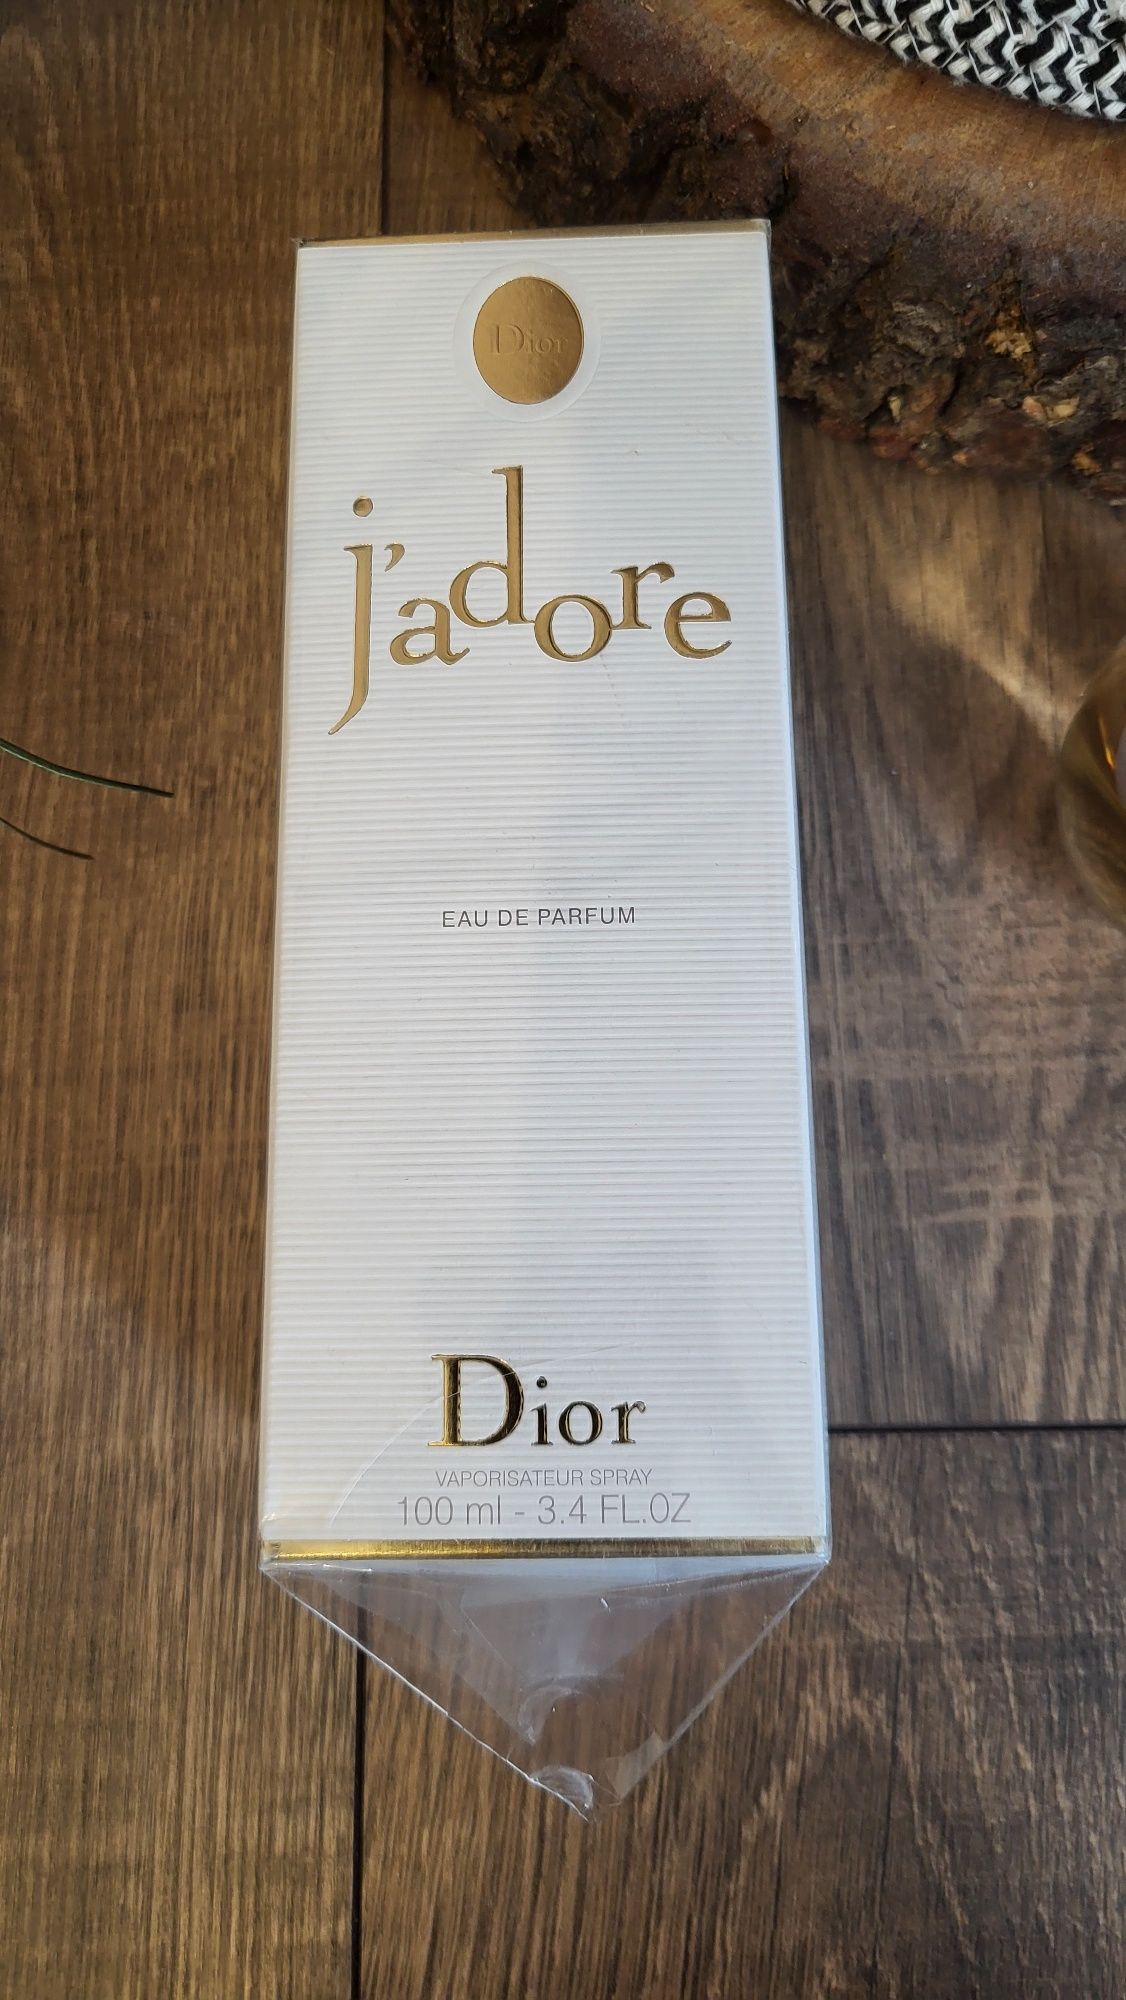 Dior
j'adore
EAU DE PARFUM
Dior
VAPORISATEUR SPRAY
100 ml - 3.4 FL.OZ